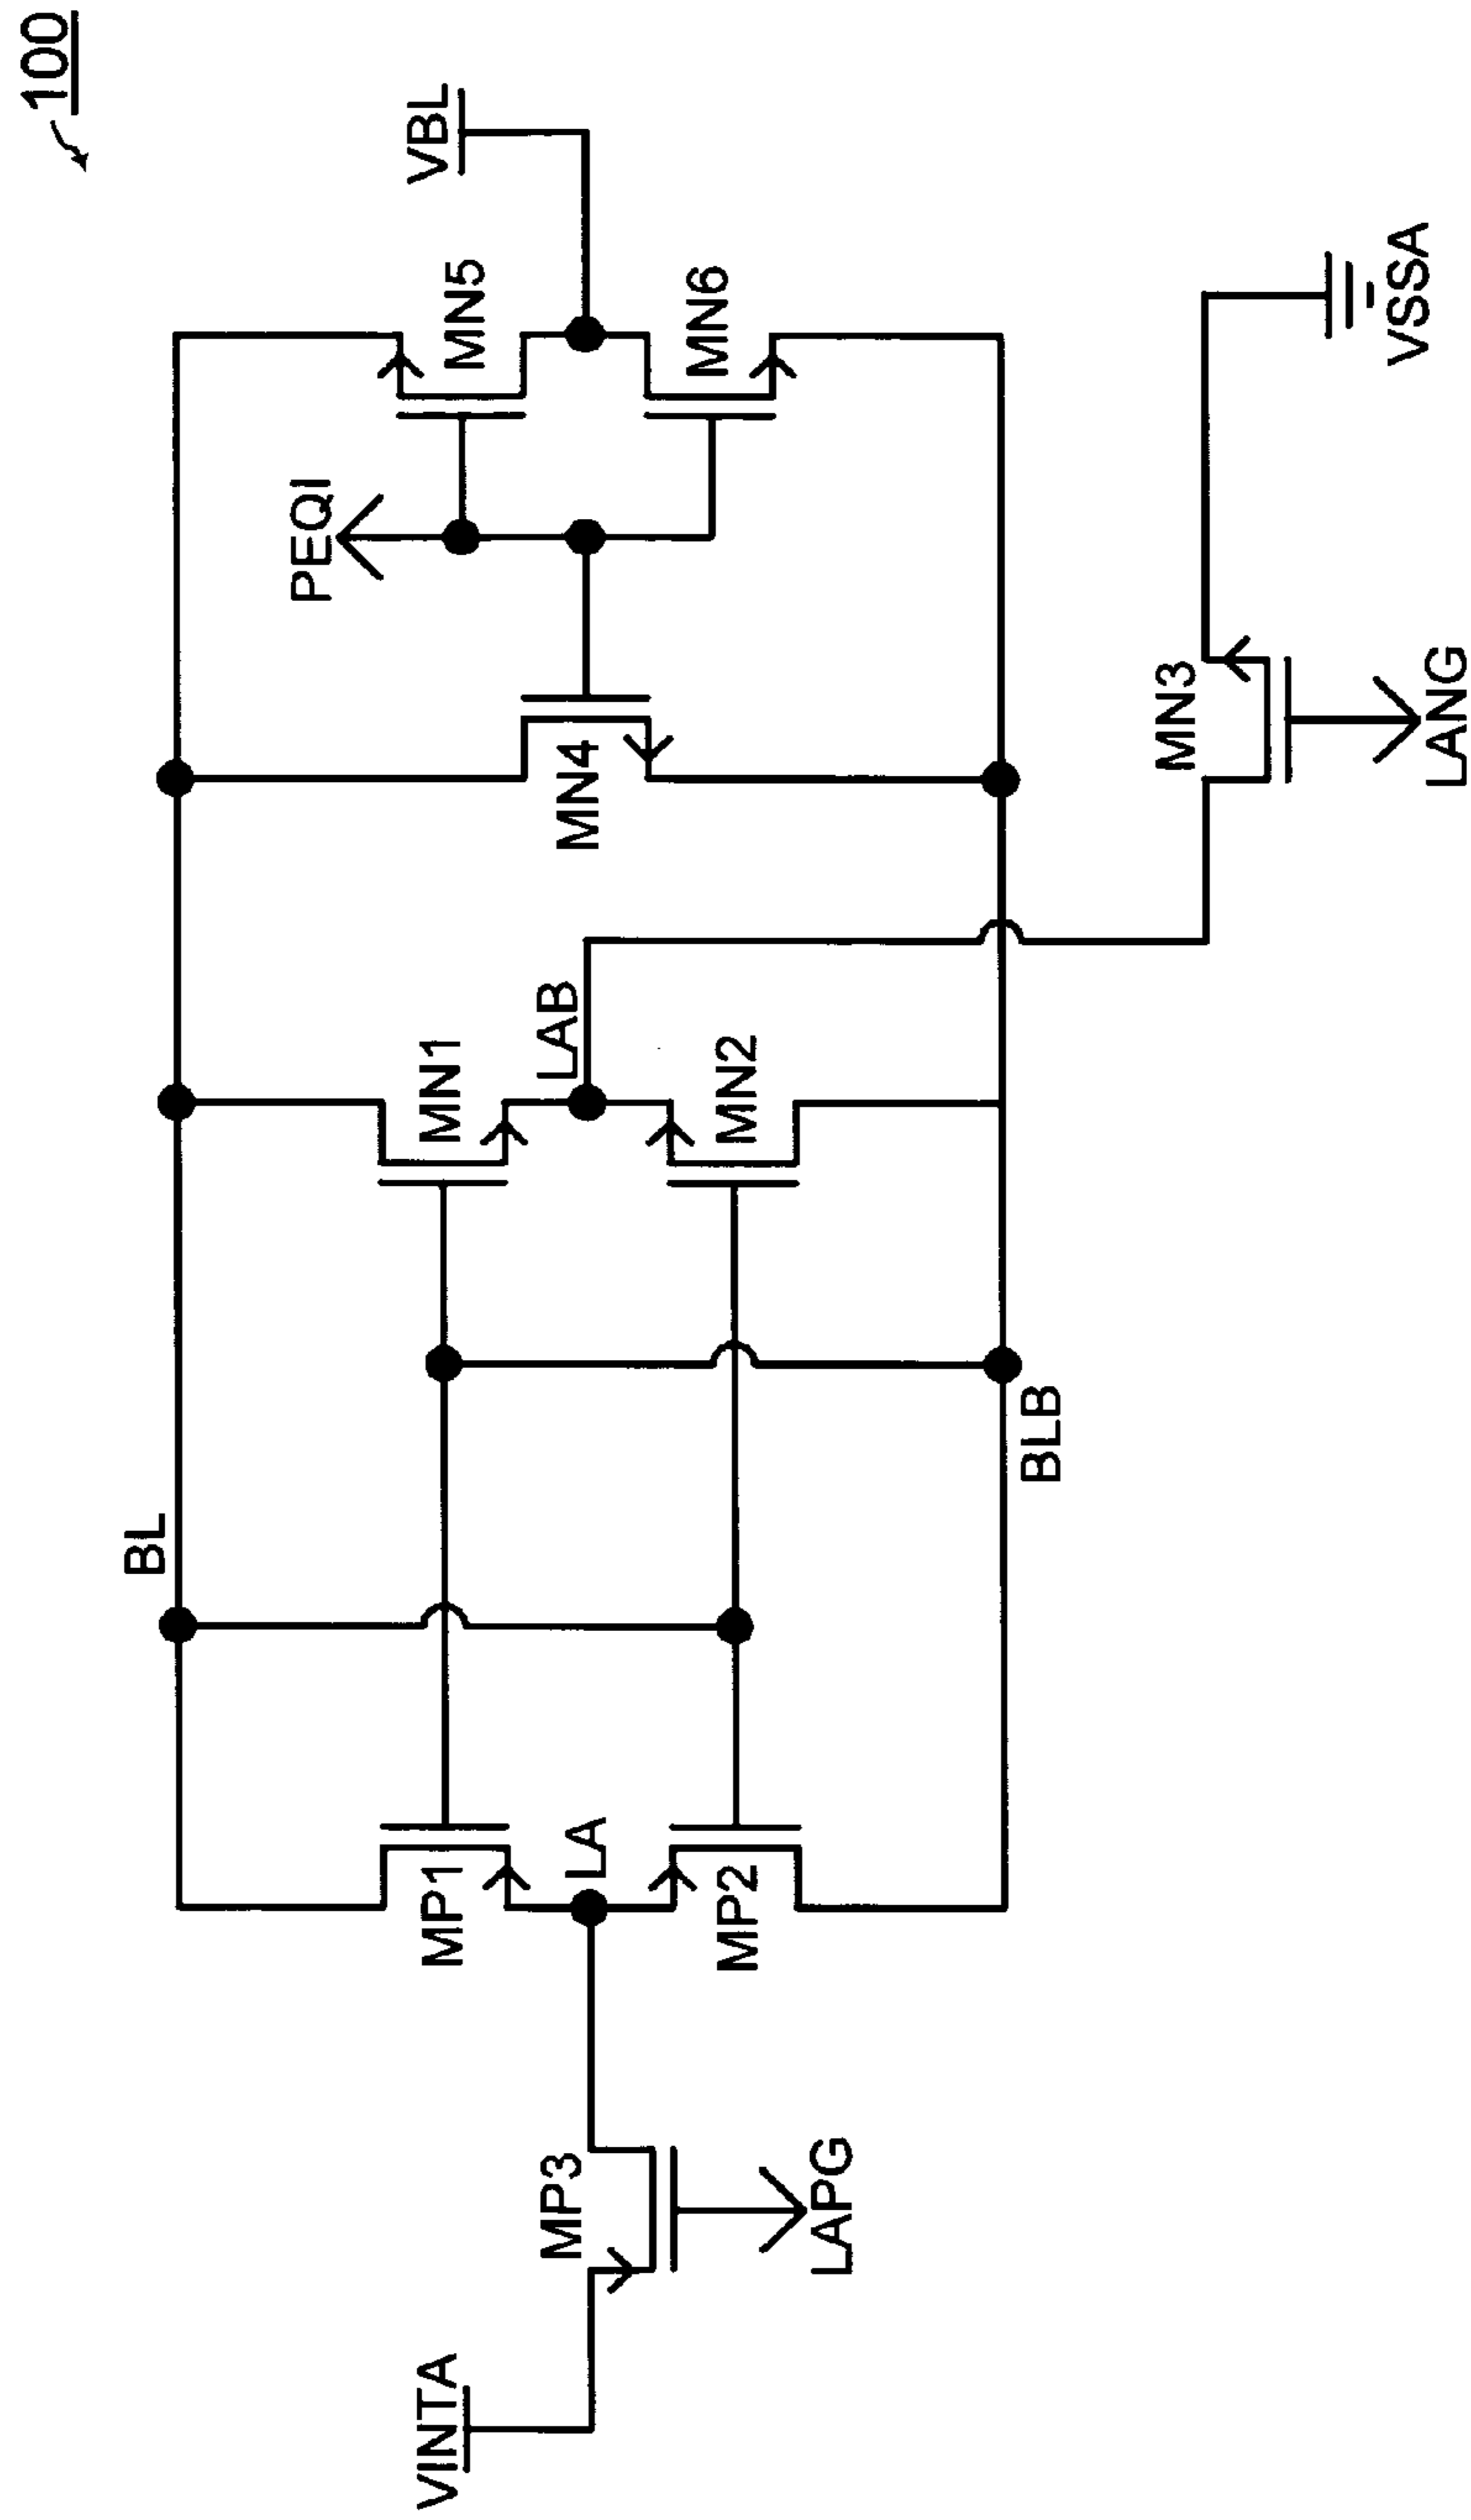 100
VBL
MN5
MN6
PEQI
VSSA
MN3
LANG
MN4
LAB
MN1
MN2
BLB
BL
LA
MP1
MP2
MP3
LAPG
VINTA